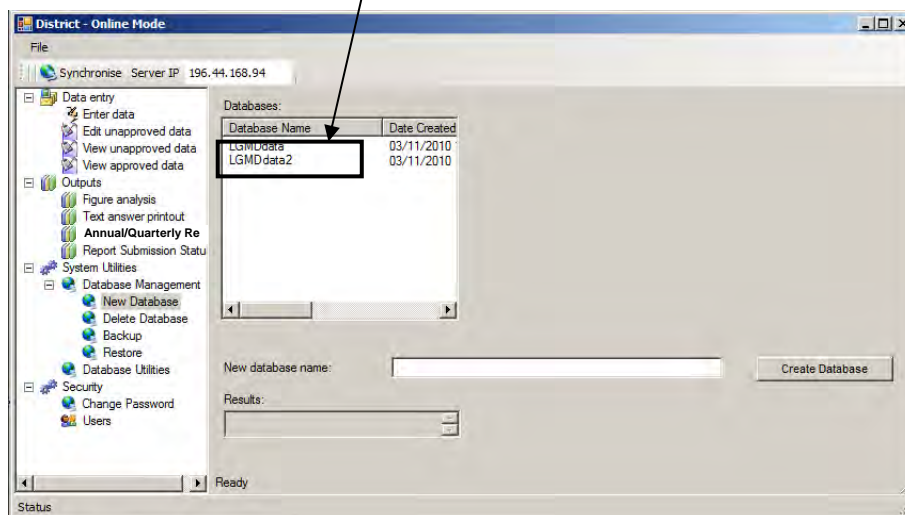 District - Online Mode
File
Synchronise Server IP 196.44.168.94
Data entry
Enter data
Edit unapproved data
View unapproved data
View approved data
Outputs
Figure analysis
Text answer printout
Annual/Quarterly Re
Report Submission Statu
System Utilities
Database Management
New Database
Delete Database
Backup
Restore
Database Utilities
Security
Change Password
Users
Databases:
Database Name Date Created
LGMDdata 03/11/2010
LGMDdata2 03/11/2010
New database name:
Create Database
Results:
Ready
Status